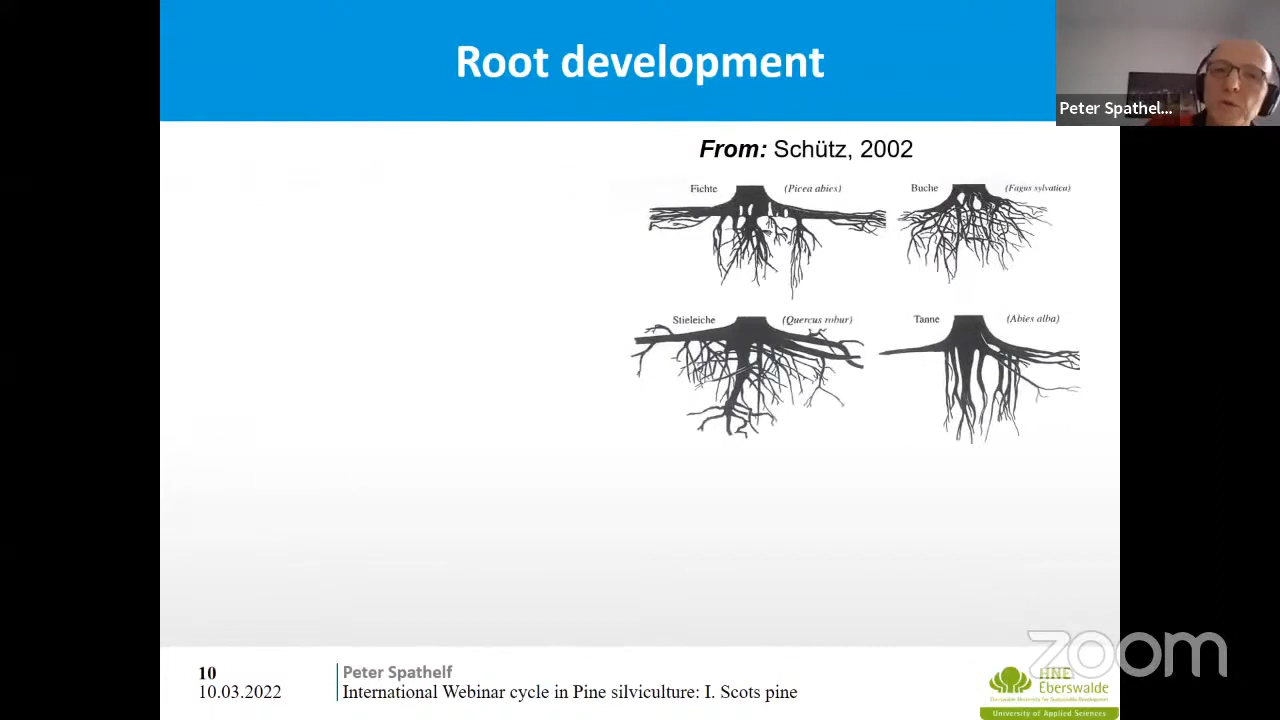 Root development
Peter Spathel...
From: Schütz, 2002
Fichte (Picea abies)
Buche (Fagus sylvatica)
Stieleiche (Quercus robur)
Tanne (Abies alba)
zoom
10
10.03.2022
Peter Spathelf
International Webinar cycle in Pine silviculture: I. Scots pine
HNE
Eberswalde
University of Applied Sciences